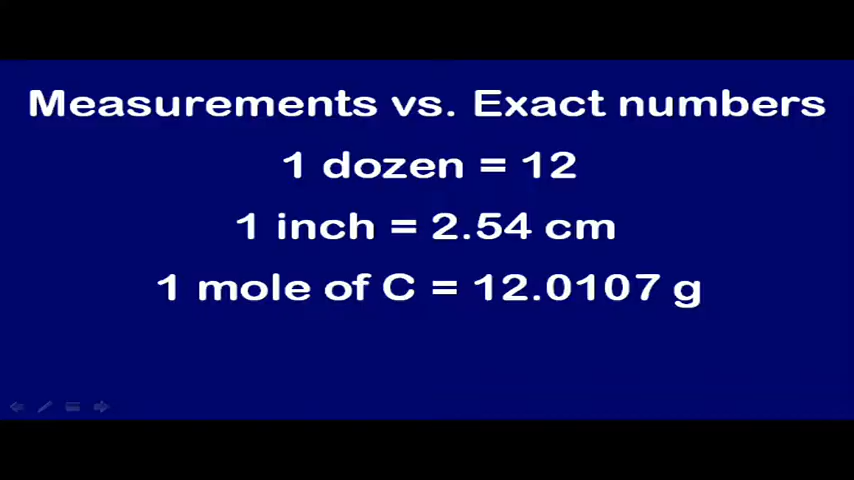 Measurements vs. Exact numbers
1 dozen = 12
1 inch = 2.54 cm
1 mole of C = 12.0107 g